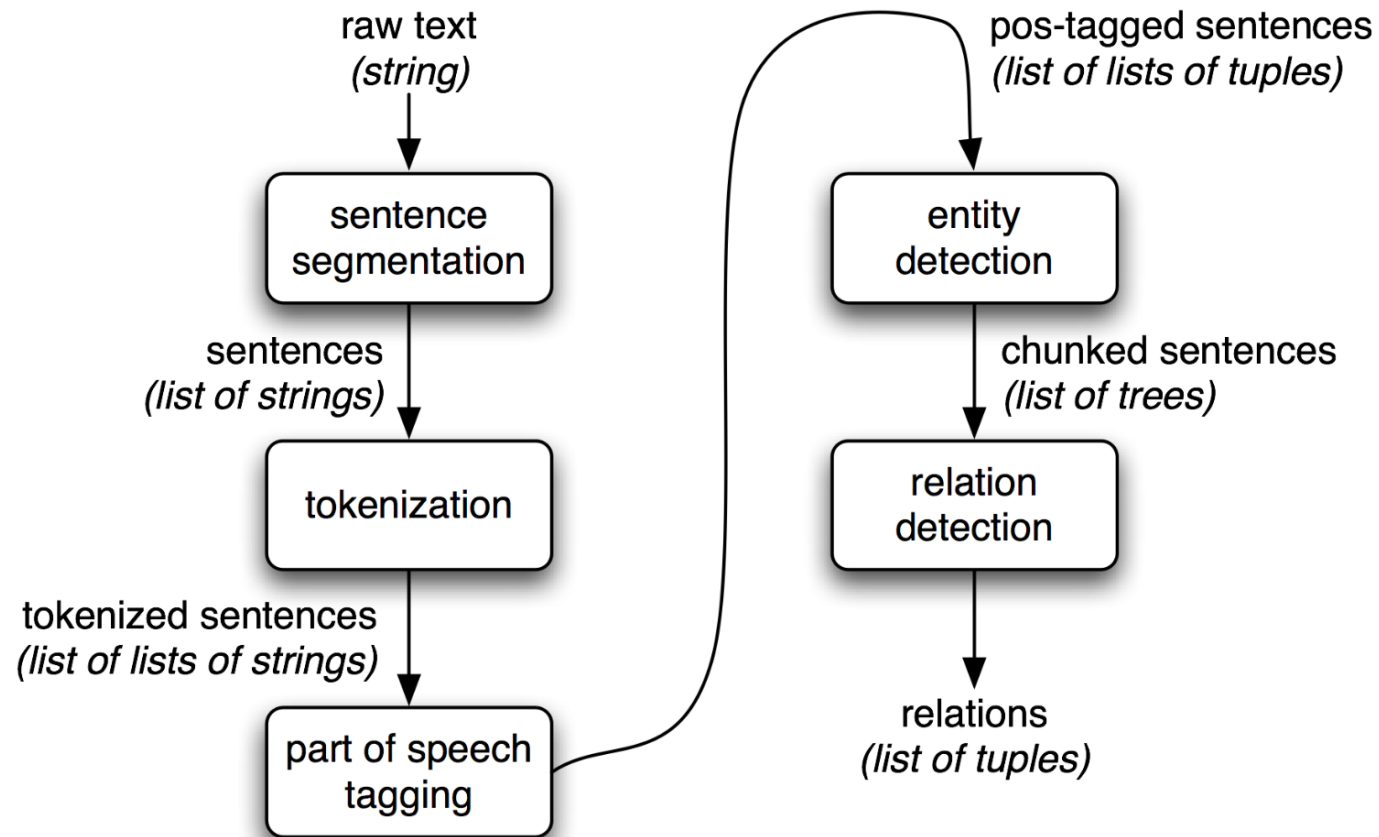 raw text
(string)
sentence
segmentation
sentences
(list of strings)
tokenization
tokenized sentences
(list of lists of strings)
part of speech
tagging
pos-tagged sentences
(list of lists of tuples)
entity
detection
chunked sentences
(list of trees)
relation
detection
relations
(list of tuples)